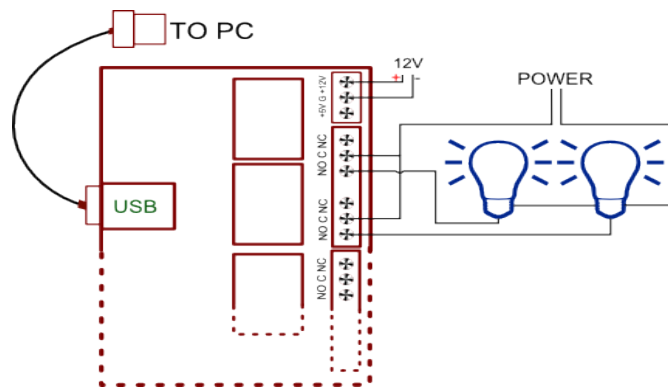 TO PC
12V
+ -
POWER
+5V G +12V
NO C NC
USB
NO C NC
NO C NC